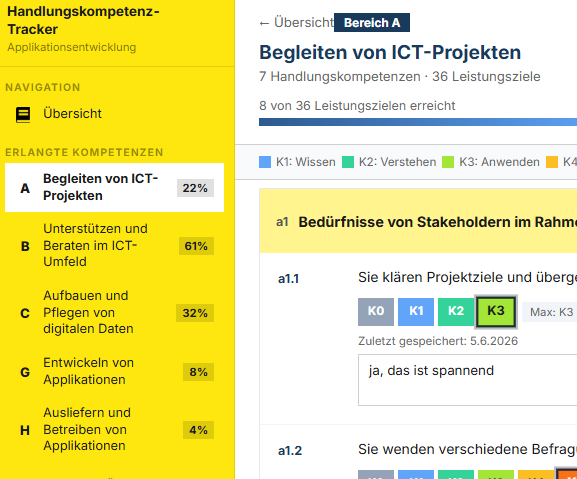 Handlungskompetenz-
Tracker
Applikationsentwicklung
NAVIGATION
Übersicht
ERLANGTE KOMPETENZEN
A Begleiten von ICT-
Projekten 22%
B Unterstützen und
Beraten im ICT-
Umfeld 61%
C Aufbauen und
Pflegen von
digitalen Daten 32%
G Entwickeln von
Applikationen 8%
H Ausliefern und
Betreiben von
Applikationen 4%
← Übersicht Bereich A
Begleiten von ICT-Projekten
7 Handlungskompetenzen · 36 Leistungsziele
8 von 36 Leistungszielen erreicht
K1: Wissen K2: Verstehen K3: Anwenden K4
a1 Bedürfnisse von Stakeholdern im Rahme
a1.1 Sie klären Projektziele und überge
K0 K1 K2 K3 Max: K3
Zuletzt gespeichert: 5.6.2026
ja, das ist spannend
a1.2 Sie wenden verschiedene Befragu